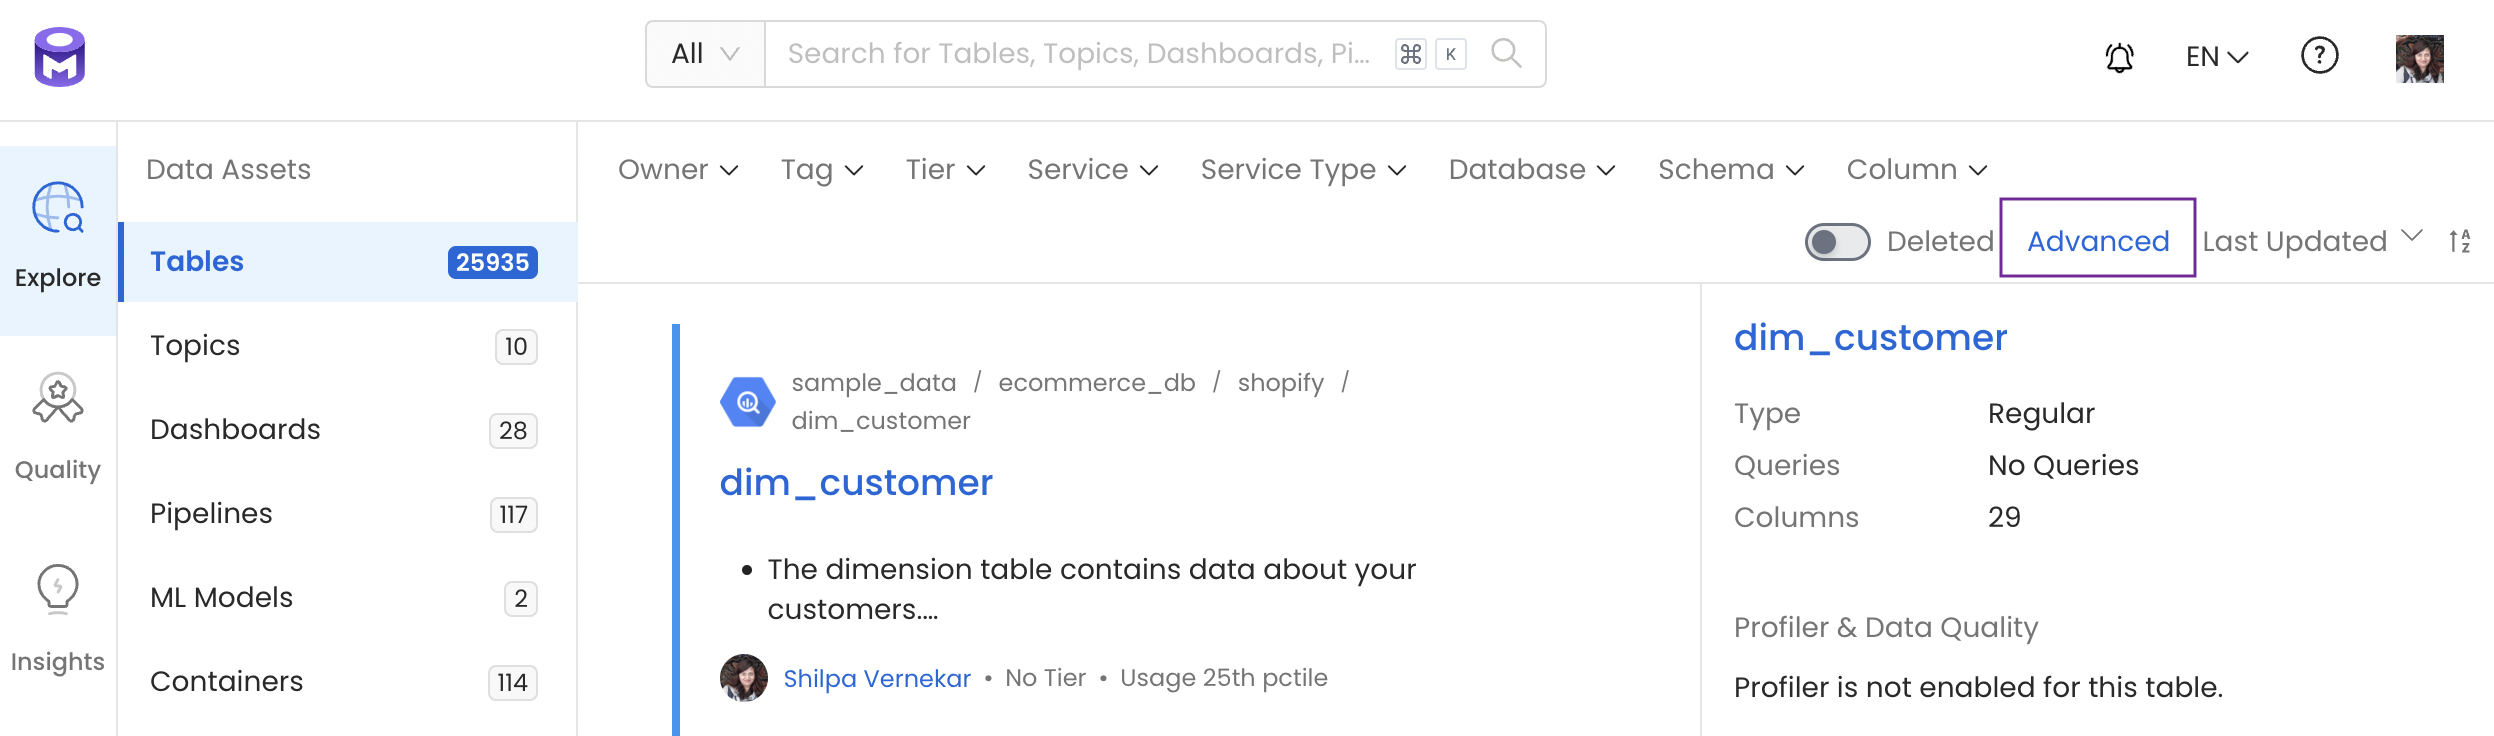 All
Search for Tables, Topics, Dashboards, Pi...
⌘ K
EN
?
Explore
Quality
Insights
Data Assets
Tables 25935
Topics 10
Dashboards 28
Pipelines 117
ML Models 2
Containers 114
Owner Tag Tier Service Service Type Database Schema Column
Deleted Advanced Last Updated A Z
sample_data / ecommerce_db / shopify /
dim_customer
dim_customer
• The dimension table contains data about your
customers....
Shilpa Vernekar • No Tier • Usage 25th pctile
dim_customer
Type Regular
Queries No Queries
Columns 29
Profiler & Data Quality
Profiler is not enabled for this table.